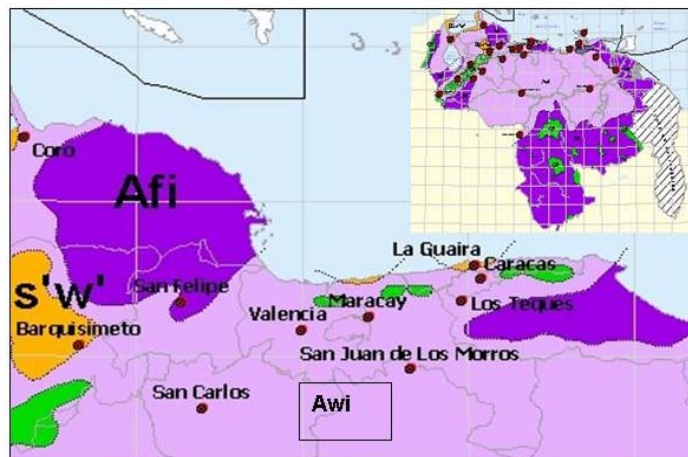 Coro
Afi
La Guaira
Caracas
s'w'
San Felipe
Maracay
Los Teques
Valencia
Barquisimeto
San Juan de Los Morros
San Carlos
Awi